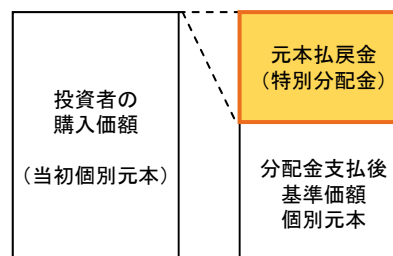 投資者の
購入価額
（当初個別元本）
元本払戻金
（特別分配金）
分配金支払後
基準価額
個別元本